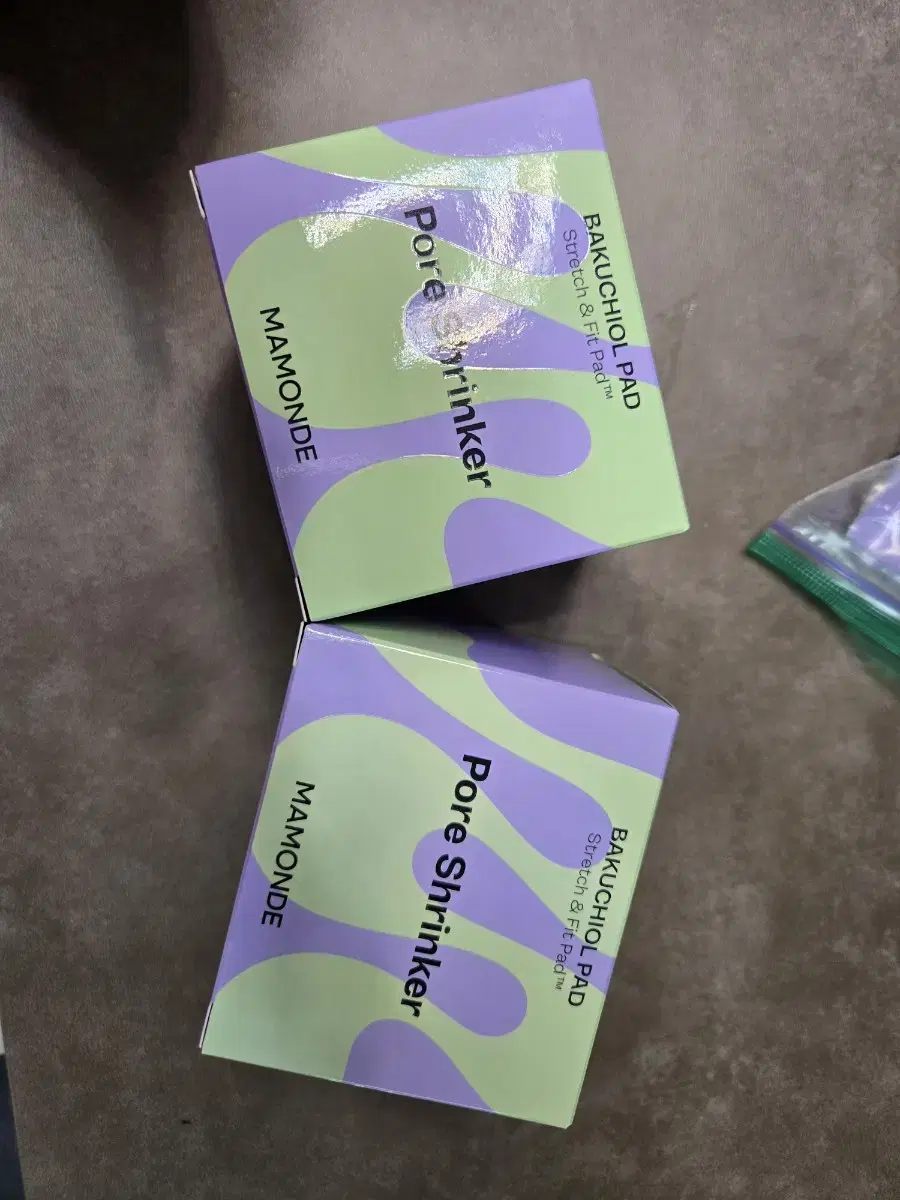 BAKUCHIOL PAD
Stretch & Fit Pad™
Pore Shrinker
MAMONDE
BAKUCHIOL PAD
Stretch & Fit Pad™
Pore Shrinker
MAMONDE